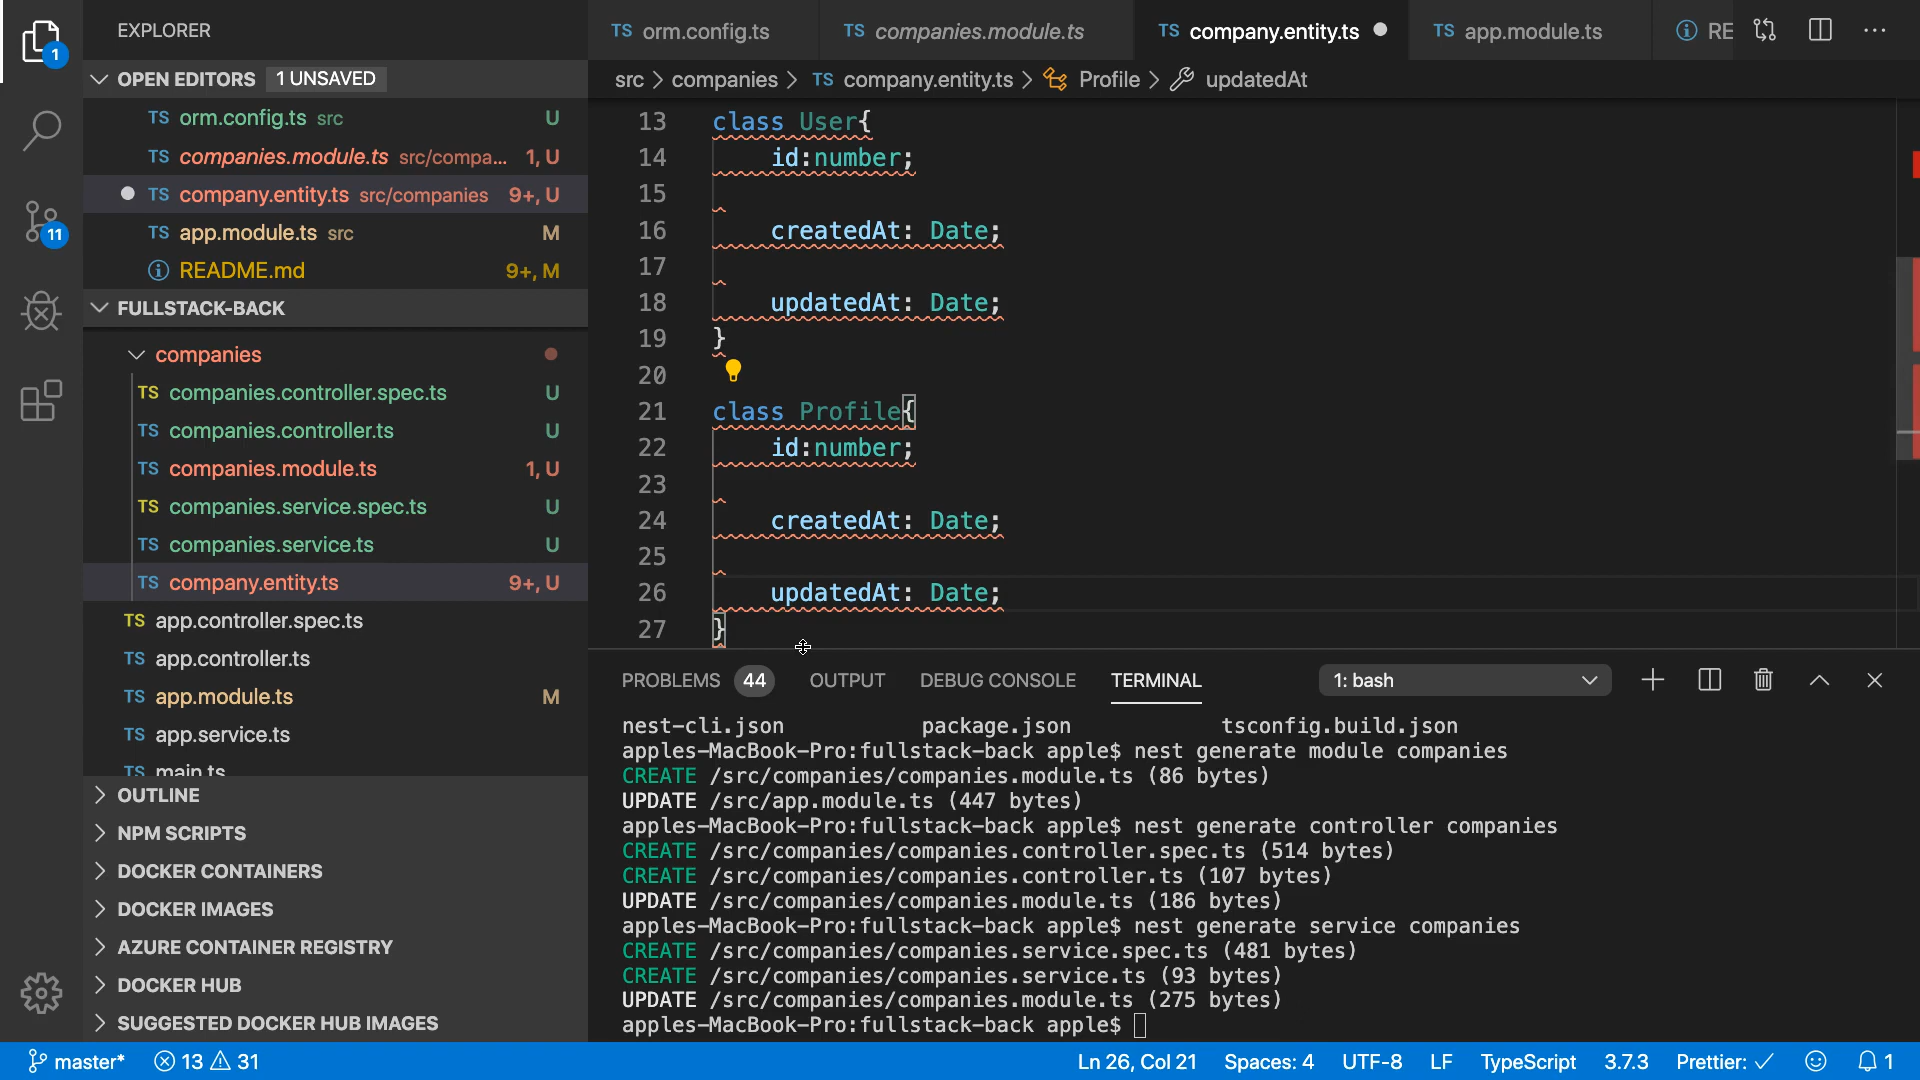 EXPLORER
OPEN EDITORS 1 UNSAVED
TS orm.config.ts src U
TS companies.module.ts src/compa... 1, U
TS company.entity.ts src/companies 9+, U
TS app.module.ts src M
README.md 9+, M
FULLSTACK-BACK
companies
TS companies.controller.spec.ts U
TS companies.controller.ts U
TS companies.module.ts 1, U
TS companies.service.spec.ts U
TS companies.service.ts U
TS company.entity.ts 9+, U
TS app.controller.spec.ts
TS app.controller.ts
TS app.module.ts M
TS app.service.ts
TS main.ts
OUTLINE
NPM SCRIPTS
DOCKER CONTAINERS
DOCKER IMAGES
AZURE CONTAINER REGISTRY
DOCKER HUB
SUGGESTED DOCKER HUB IMAGES
1
11
TS orm.config.ts TS companies.module.ts TS company.entity.ts TS app.module.ts RE
src > companies > TS company.entity.ts > Profile > updatedAt
13 class User{
14 id:number;
15
16 createdAt: Date;
17
18 updatedAt: Date;
19 }
20
21 class Profile{
22 id:number;
23
24 createdAt: Date;
25
26 updatedAt: Date;
27 }
PROBLEMS 44 OUTPUT DEBUG CONSOLE TERMINAL 1: bash
nest-cli.json package.json tsconfig.build.json
apples-MacBook-Pro:fullstack-back apple$ nest generate module companies
CREATE /src/companies/companies.module.ts (86 bytes)
UPDATE /src/app.module.ts (447 bytes)
apples-MacBook-Pro:fullstack-back apple$ nest generate controller companies
CREATE /src/companies/companies.controller.spec.ts (514 bytes)
CREATE /src/companies/companies.controller.ts (107 bytes)
UPDATE /src/companies/companies.module.ts (186 bytes)
apples-MacBook-Pro:fullstack-back apple$ nest generate service companies
CREATE /src/companies/companies.service.spec.ts (481 bytes)
CREATE /src/companies/companies.service.ts (93 bytes)
UPDATE /src/companies/companies.module.ts (275 bytes)
apples-MacBook-Pro:fullstack-back apple$
master* 13 31 Ln 26, Col 21 Spaces: 4 UTF-8 LF TypeScript 3.7.3 Prettier: ✓ 1